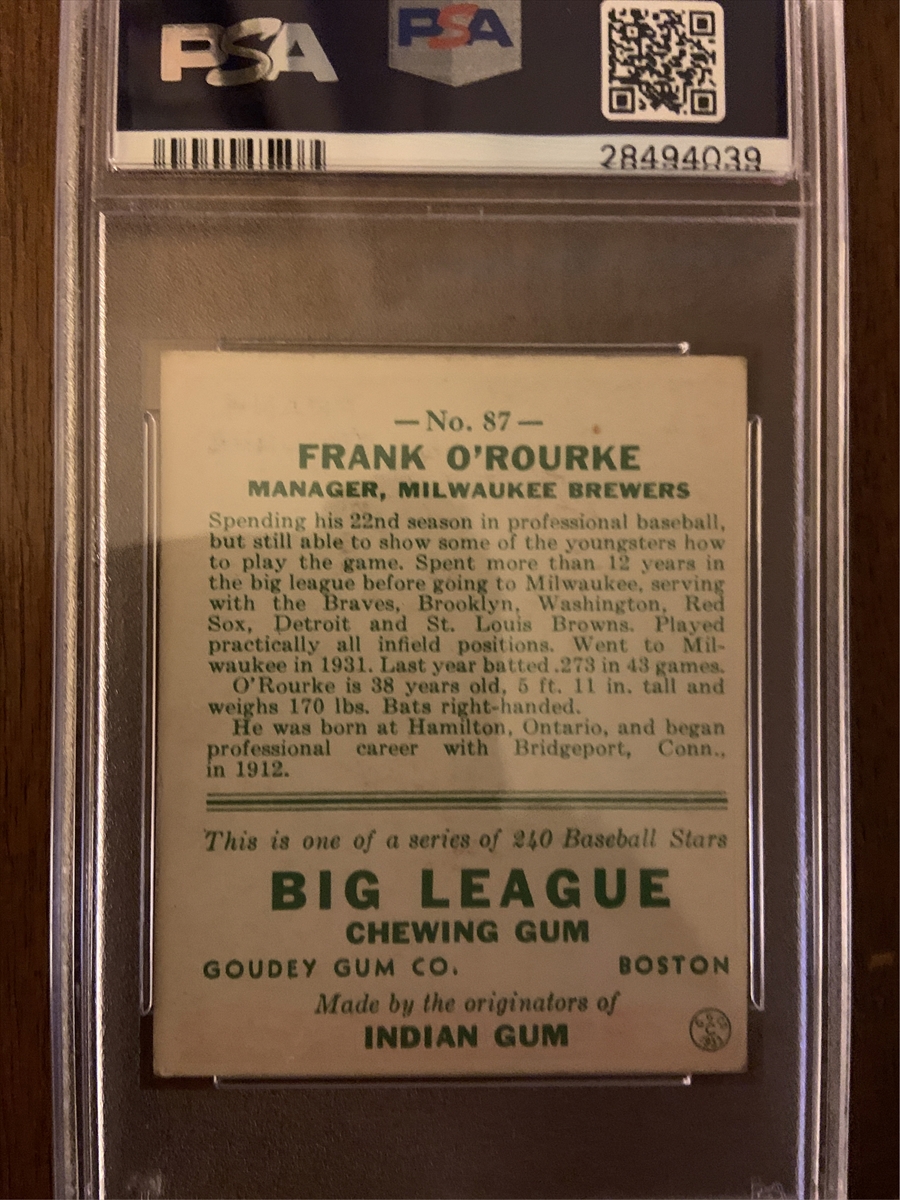 PSA PSA
28494039
— No. 87 —
FRANK O'ROURKE
MANAGER, MILWAUKEE BREWERS
Spending his 22nd season in professional baseball,
but still able to show some of the youngsters how
to play the game. Spent more than 12 years in
the big league before going to Milwaukee, serving
with the Braves, Brooklyn, Washington, Red
Sox, Detroit and St. Louis Browns. Played
practically all infield positions. Went to Mil-
waukee in 1931. Last year batted .273 in 43 games.
O'Rourke is 38 years old, 5 ft. 11 in. tall and
weighs 170 lbs. Bats right-handed.
He was born at Hamilton, Ontario, and began
professional career with Bridgeport, Conn.,
in 1912.
This is one of a series of 240 Baseball Stars
BIG LEAGUE
CHEWING GUM
GOUDEY GUM CO. BOSTON
Made by the originators of
INDIAN GUM